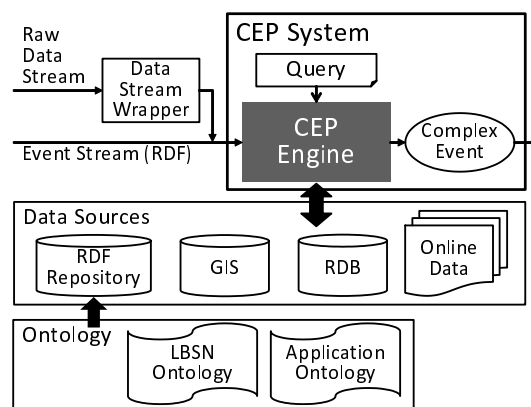 Raw
Data
Stream
Data
Stream
Wrapper
Event Stream (RDF)
CEP System
Query
CEP
Engine
Complex
Event
Data Sources
RDF
Repository
GIS
RDB
Online
Data
Ontology
LBSN
Ontology
Application
Ontology